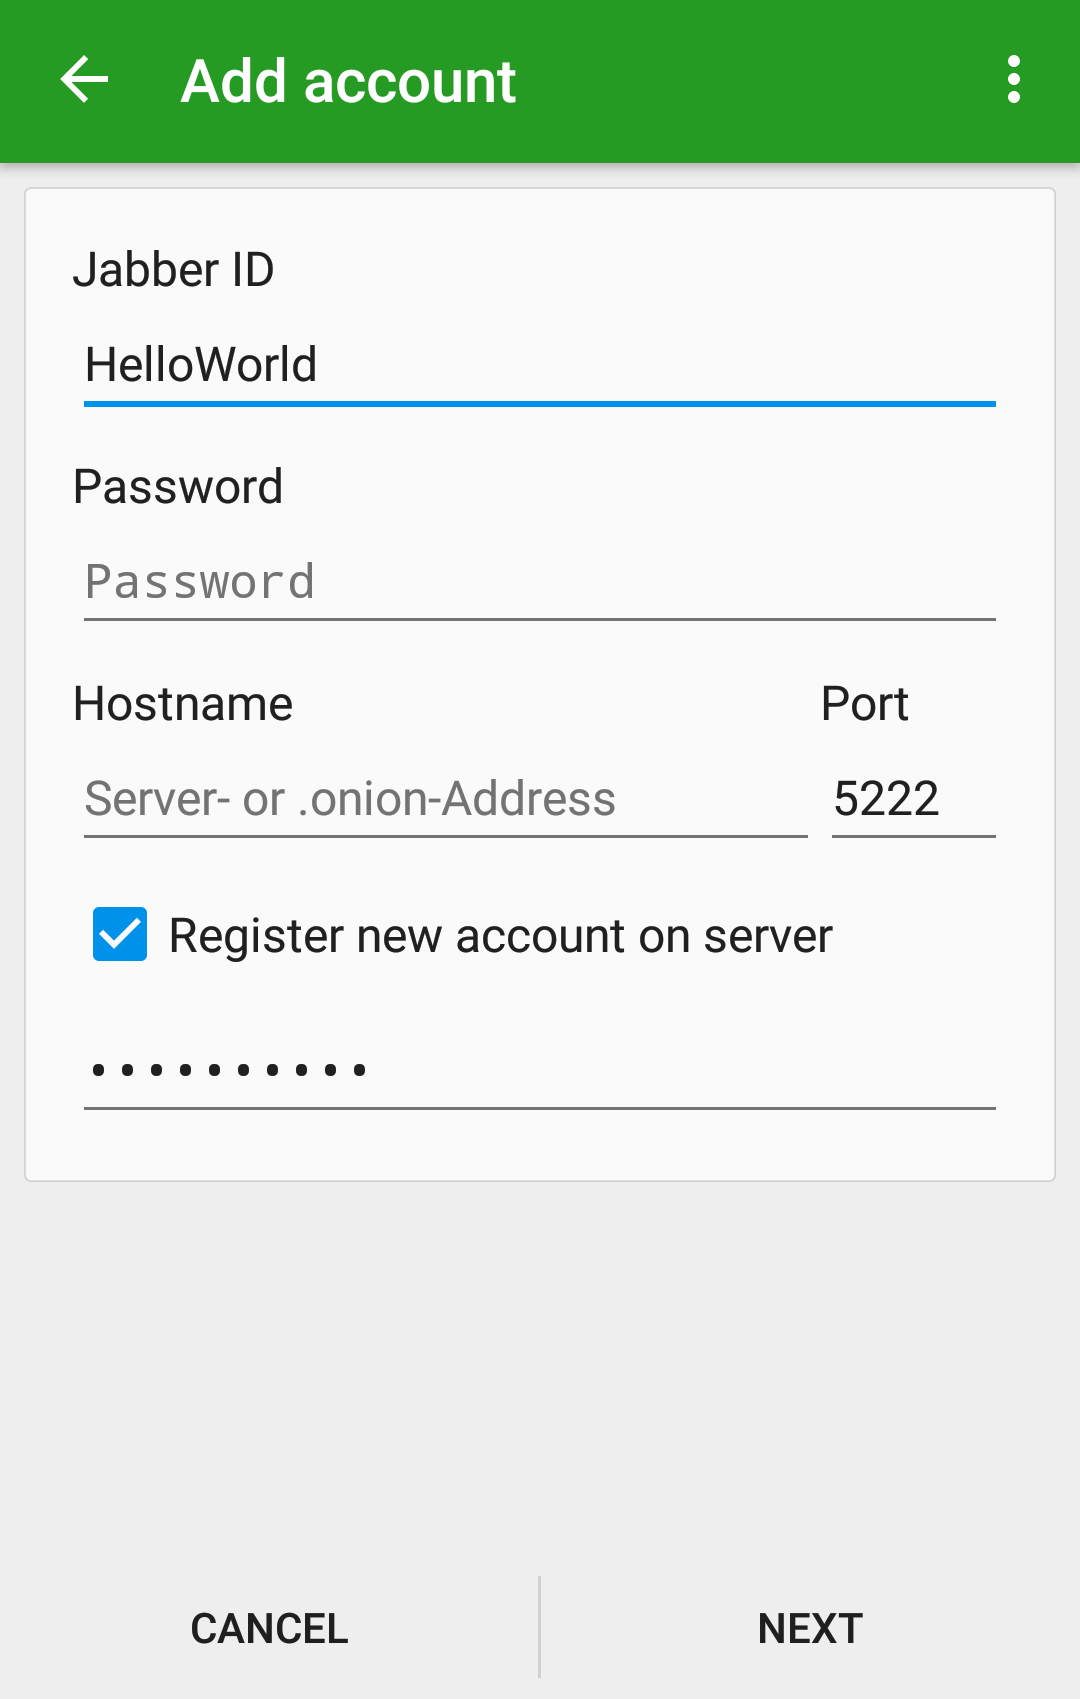 Add account
Jabber ID
HelloWorld
Password
Password
Hostname Port
Server- or .onion-Address 5222
Register new account on server
••••••••••
CANCEL NEXT